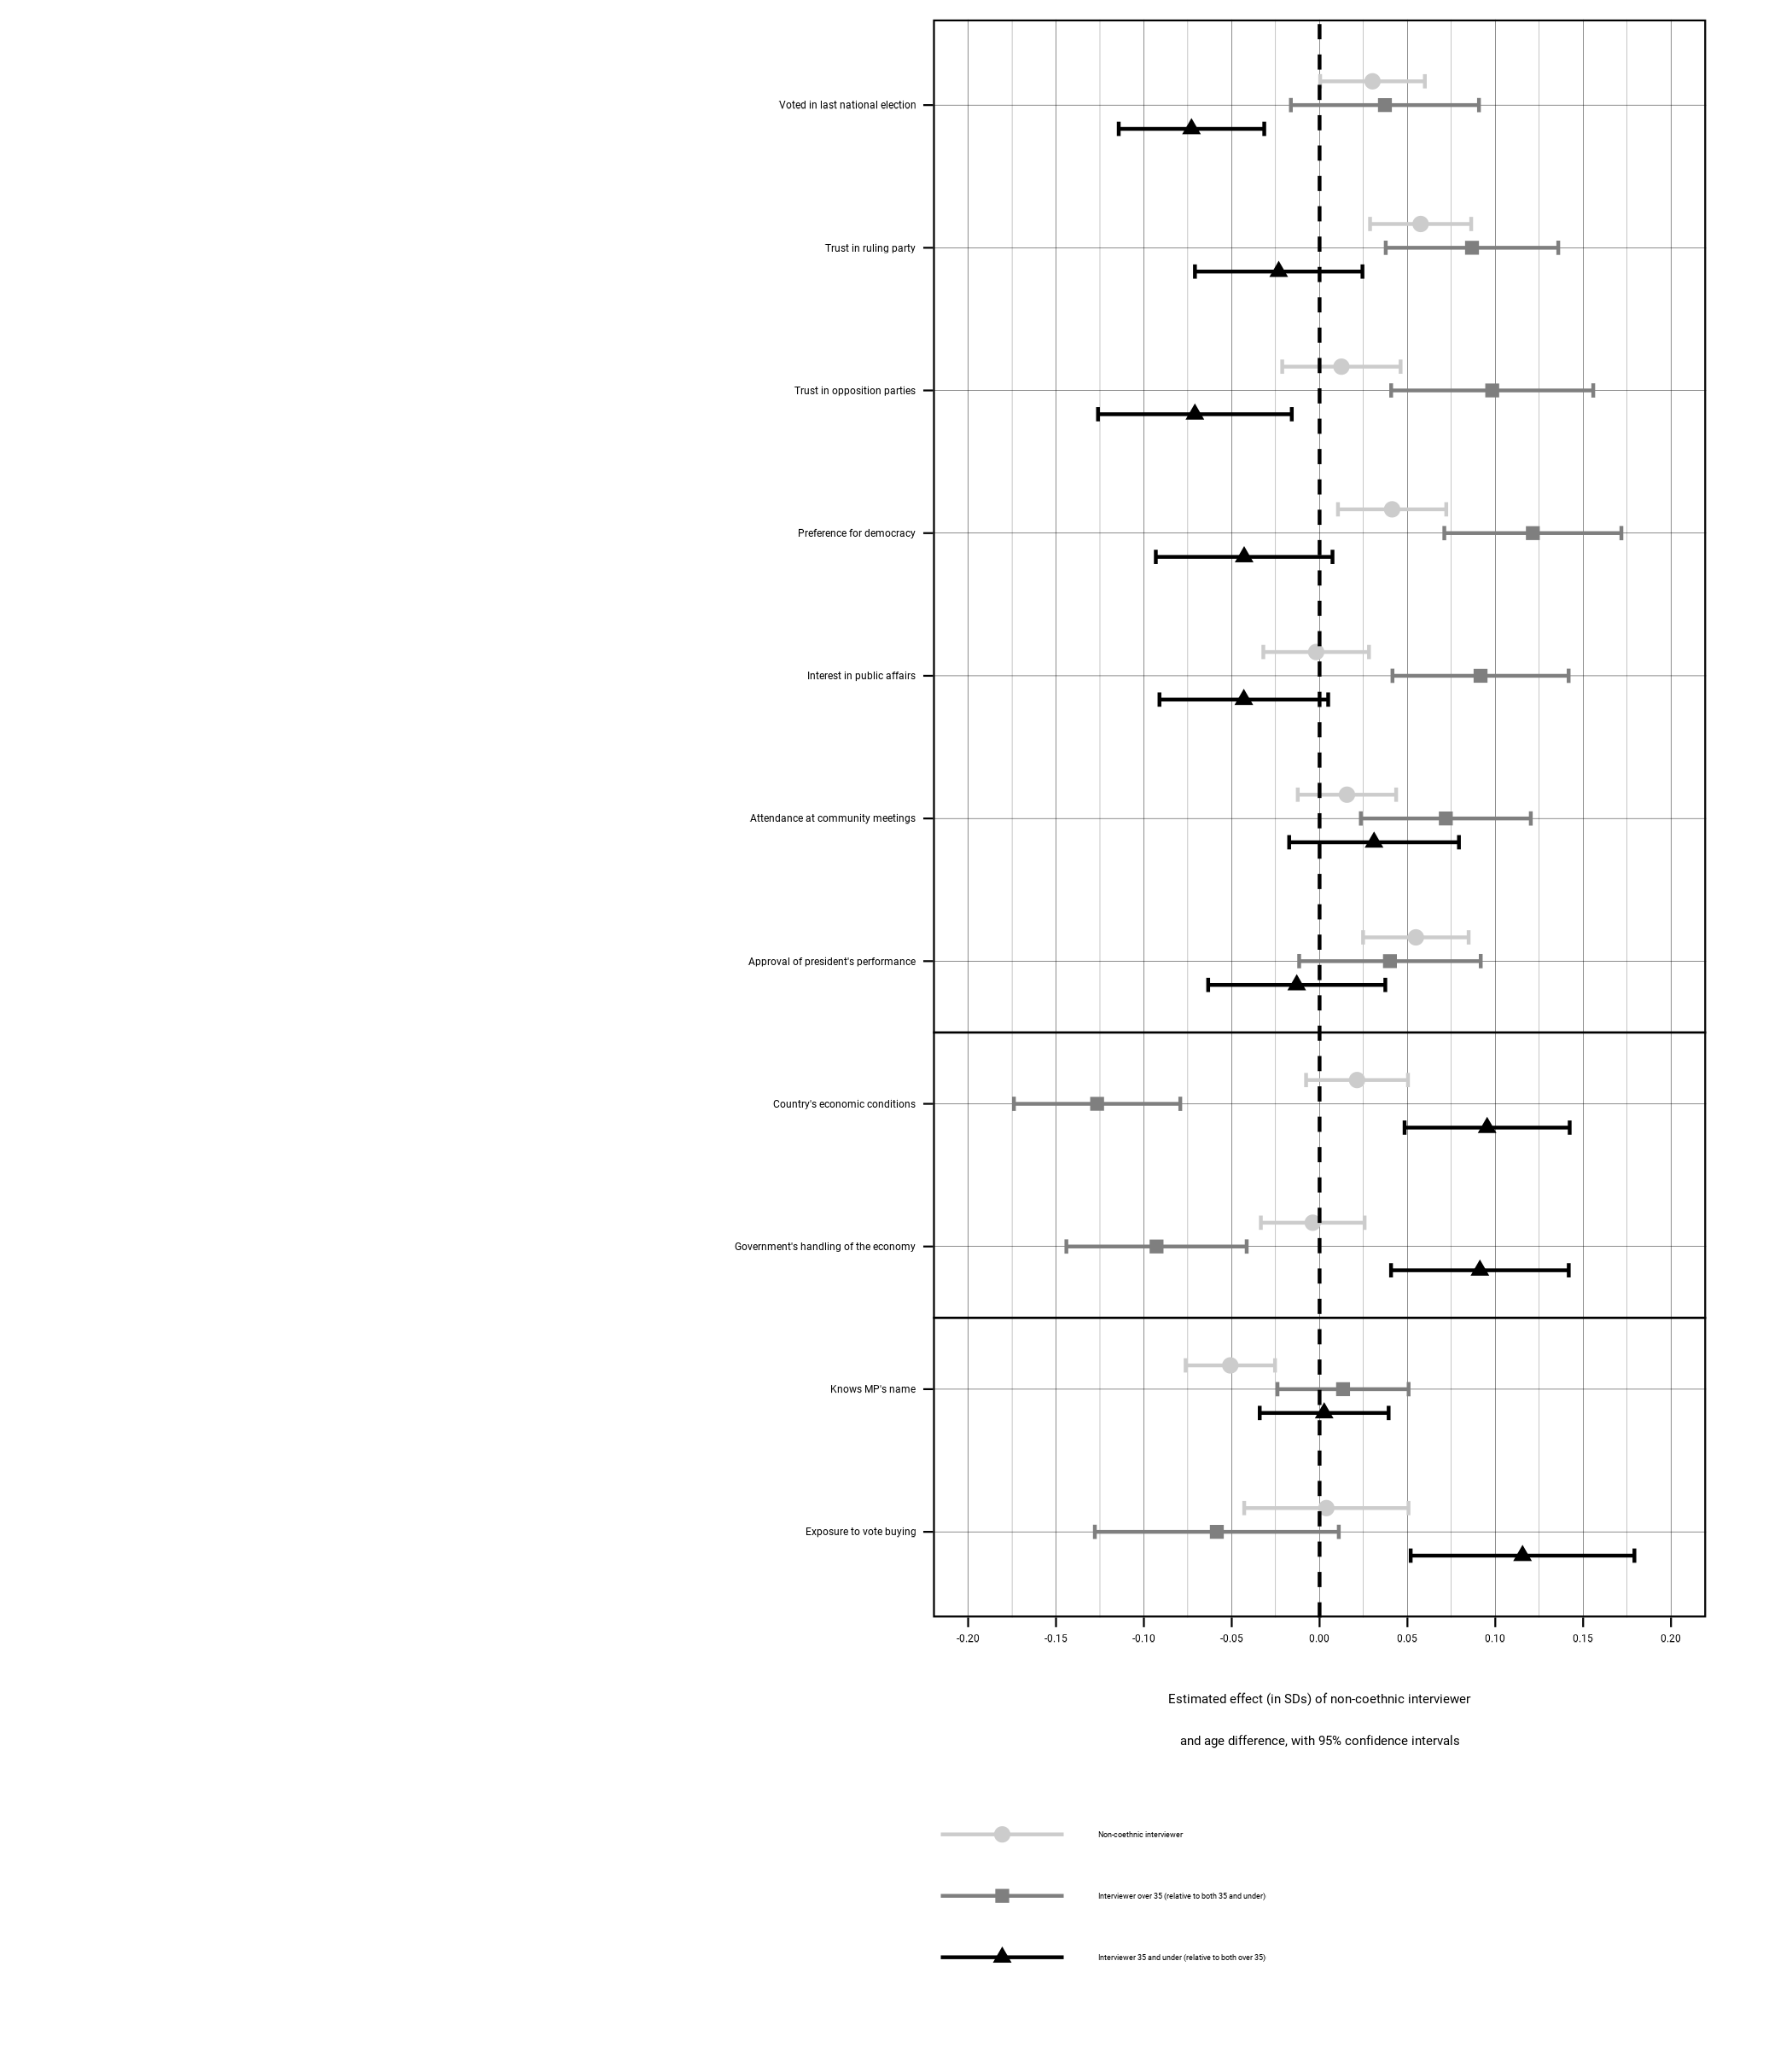 Voted in last national election
Trust in ruling party
Trust in opposition parties
Preference for democracy
Interest in public affairs
Attendance at community meetings
Approval of president's performance
Country's economic conditions
Government's handling of the economy
Knows MP's name
Exposure to vote buying
-0.20 -0.15 -0.10 -0.05 0.00 0.05 0.10 0.15 0.20
Estimated effect (in SDs) of non-coethnic interviewer
and age difference, with 95% confidence intervals
Non-coethnic interviewer
Interviewer over 35 (relative to both 35 and under)
Interviewer 35 and under (relative to both over 35)